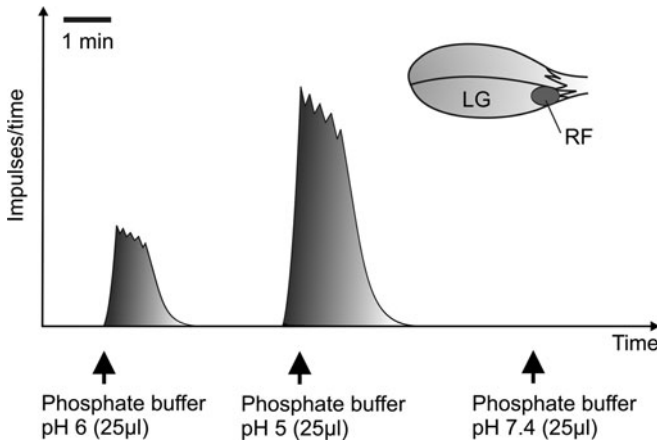 1 min
Impulses/time
LG
RF
Time
Phosphate buffer
pH 6 (25µl)
Phosphate buffer
pH 5 (25µl)
Phosphate buffer
pH 7.4 (25µl)